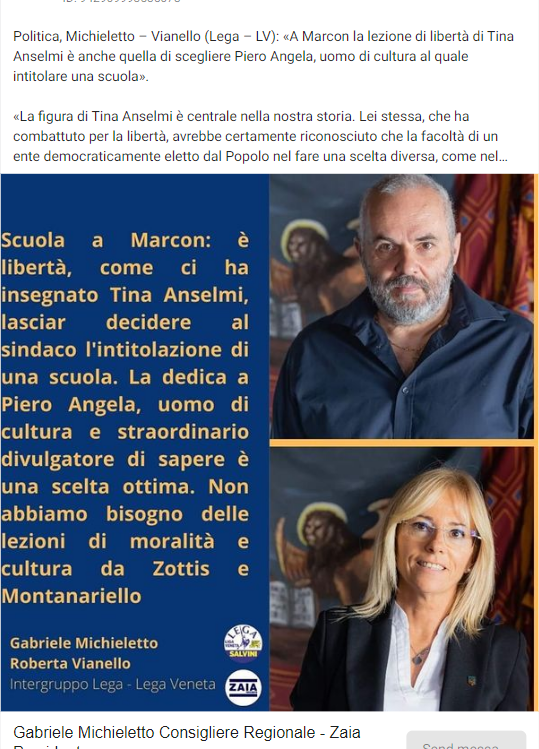 Politica, Michieletto – Vianello (Lega – LV): «A Marcon la lezione di libertà di Tina
Anselmi è anche quella di scegliere Piero Angela, uomo di cultura al quale
intitolare una scuola».
«La figura di Tina Anselmi è centrale nella nostra storia. Lei stessa, che ha
combattuto per la libertà, avrebbe certamente riconosciuto che la facoltà di un
ente democraticamente eletto dal Popolo nel fare una scelta diversa, come nel...
Scuola a Marcon: è
libertà, come ci ha
insegnato Tina Anselmi,
lasciar decidere al
sindaco l'intitolazione di
una scuola. La dedica a
Piero Angela, uomo di
cultura e straordinario
divulgatore di sapere è
una scelta ottima. Non
abbiamo bisogno delle
lezioni di moralità e
cultura da Zottis e
Montanariello
Gabriele Michieletto
Roberta Vianello
Intergruppo Lega - Lega Veneta
LEGA
SALVINI
ZAIA
Gabriele Michieletto Consigliere Regionale - Zaia